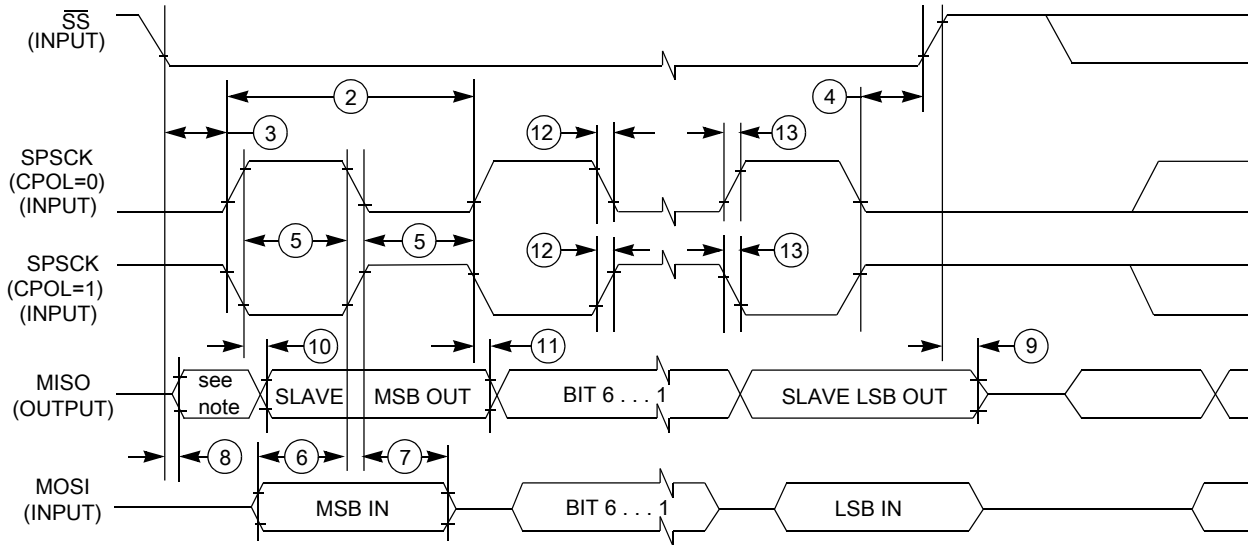 SS
(INPUT)
2
4
3
12
13
SPSCK
(CPOL=0)
(INPUT)
5
5
12
13
SPSCK
(CPOL=1)
(INPUT)
10
11
9
MISO
(OUTPUT)
see
note
SLAVE
MSB OUT
BIT 6 . . . 1
SLAVE LSB OUT
8
6
7
MOSI
(INPUT)
MSB IN
BIT 6 . . . 1
LSB IN